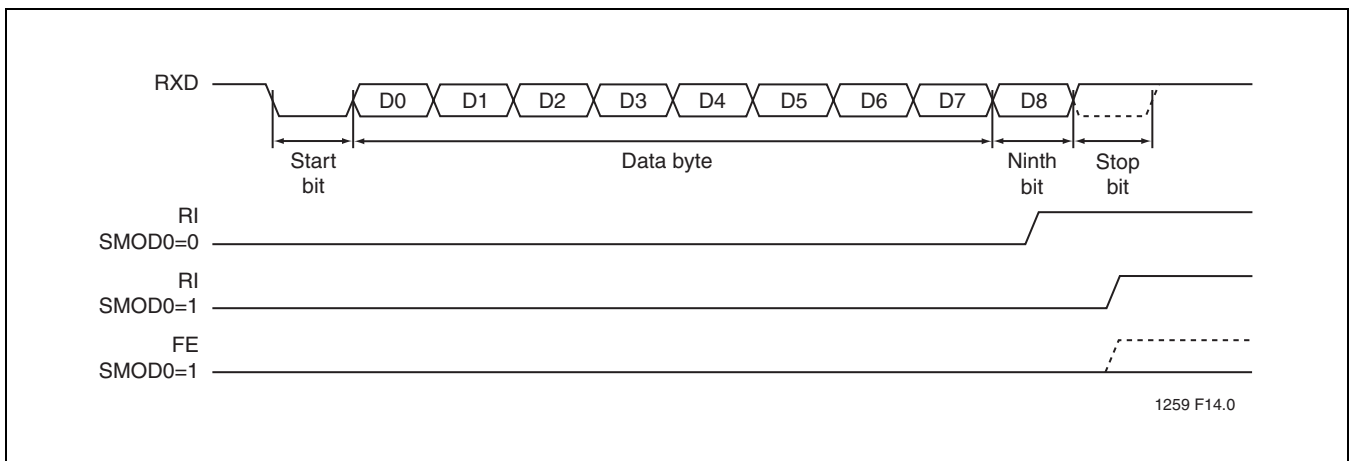 RXD
D0 D1 D2 D3 D4 D5 D6 D7 D8
Start bit
Data byte
Ninth bit
Stop bit
RI
SMOD0=0
RI
SMOD0=1
FE
SMOD0=1
1259 F14.0